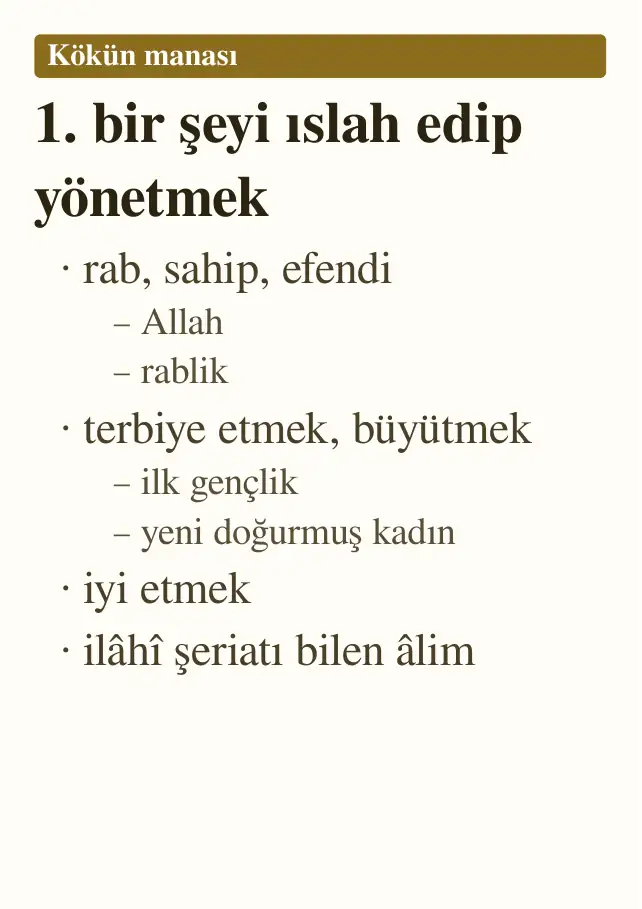 Kökün manası
1. bir şeyi ıslah edip
yönetmek
· rab, sahip, efendi
– Allah
– rablik
· terbiye etmek, büyütmek
– ilk gençlik
– yeni doğurmuş kadın
· iyi etmek
· ilâhî şeriatı bilen âlim